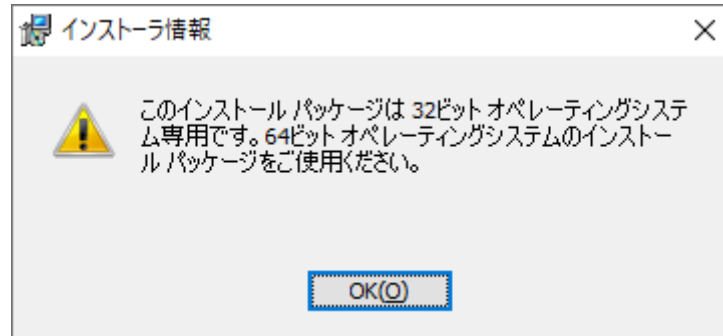 インストーラ情報
このインストール パッケージは 32ビット オペレーティングシステ
ム専用です。64ビット オペレーティングシステムのインストー
ル パッケージをご使用ください。
OK(O)